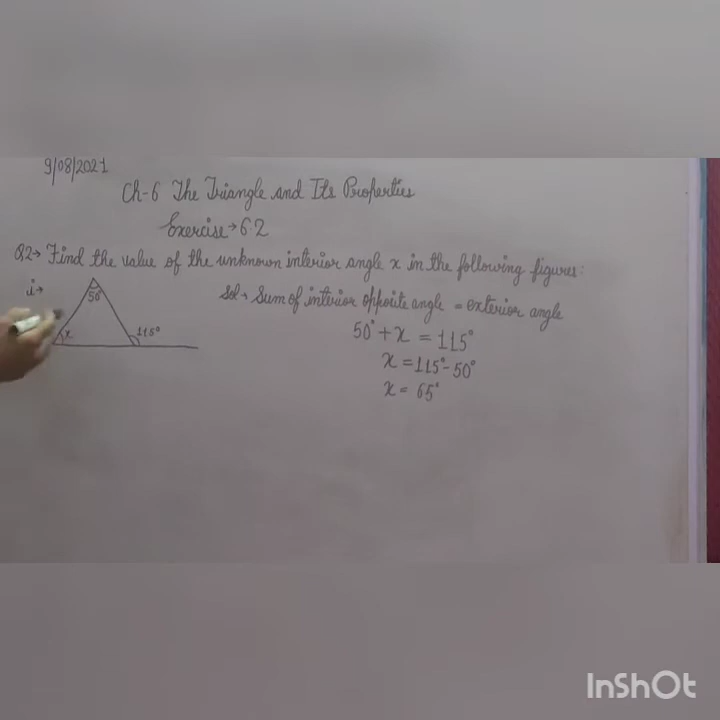 9/08/2021
Ch-6 The Triangle and Its Properties
Exercise → 6.2
Q.2→ Find the value of the unknown interior angle x in the following figures:
i→
50°
x
115°
Sol→ Sum of interior opposite angle = exterior angle
50° + x = 115°
x = 115° - 50°
x = 65°
InShOt